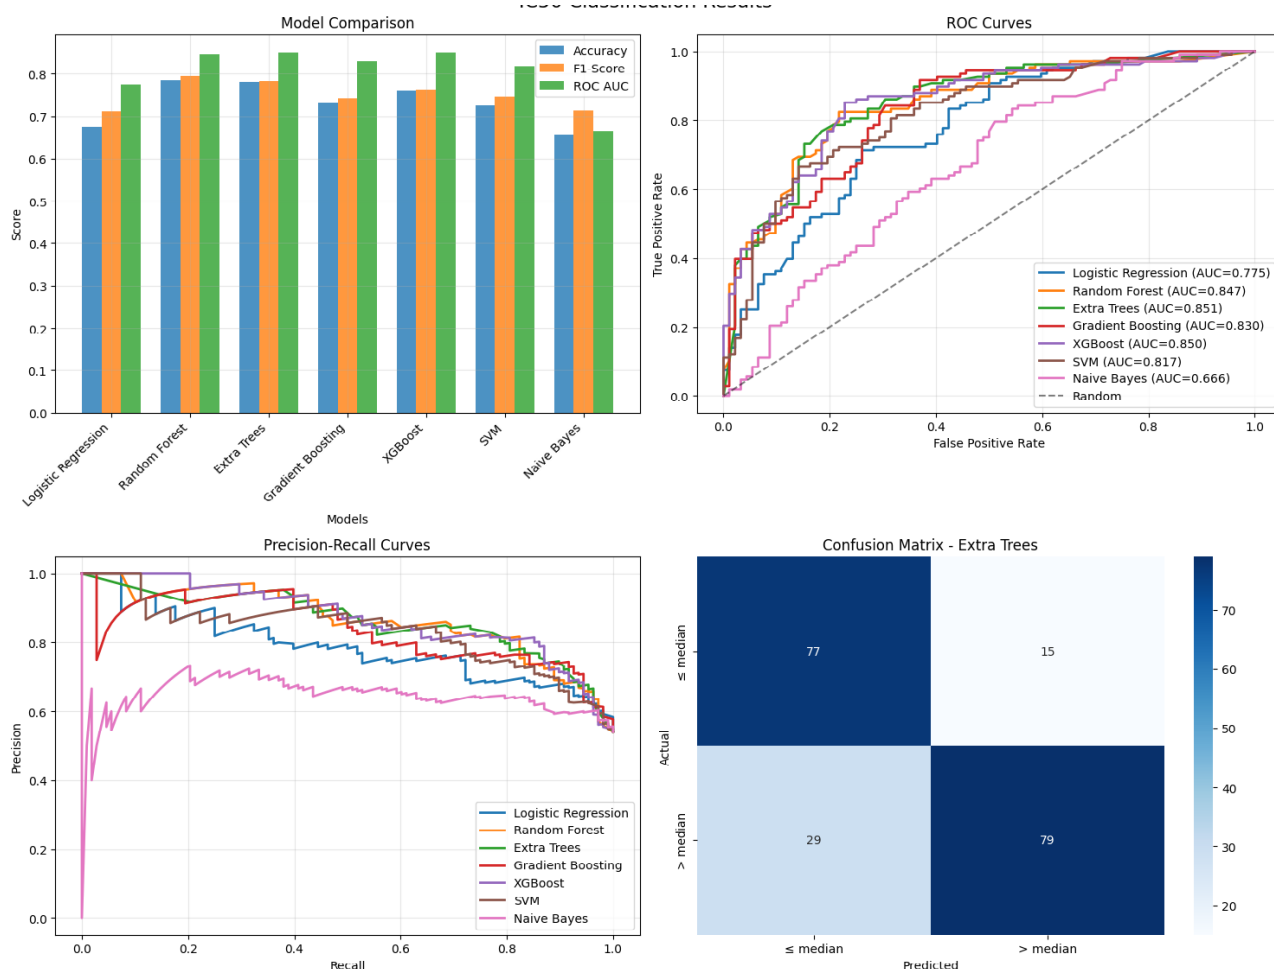 IC50 Classification Results
Model Comparison
Accuracy
F1 Score
ROC AUC
Score
0.8
0.7
0.6
0.5
0.4
0.3
0.2
0.1
0.0
Logistic Regression
Random Forest
Extra Trees
Gradient Boosting
XGBoost
SVM
Naive Bayes
Models
ROC Curves
True Positive Rate
1.0
0.8
0.6
0.4
0.2
0.0
Logistic Regression (AUC=0.775)
Random Forest (AUC=0.847)
Extra Trees (AUC=0.851)
Gradient Boosting (AUC=0.830)
XGBoost (AUC=0.850)
SVM (AUC=0.817)
Naive Bayes (AUC=0.666)
Random
0.0 0.2 0.4 0.6 0.8 1.0
False Positive Rate
Precision-Recall Curves
Precision
1.0
0.8
0.6
0.4
0.2
0.0
Logistic Regression
Random Forest
Extra Trees
Gradient Boosting
XGBoost
SVM
Naive Bayes
0.0 0.2 0.4 0.6 0.8 1.0
Recall
Confusion Matrix - Extra Trees
Actual
≤ median
77 15
> median
29 79
≤ median > median
Predicted
70
60
50
40
30
20